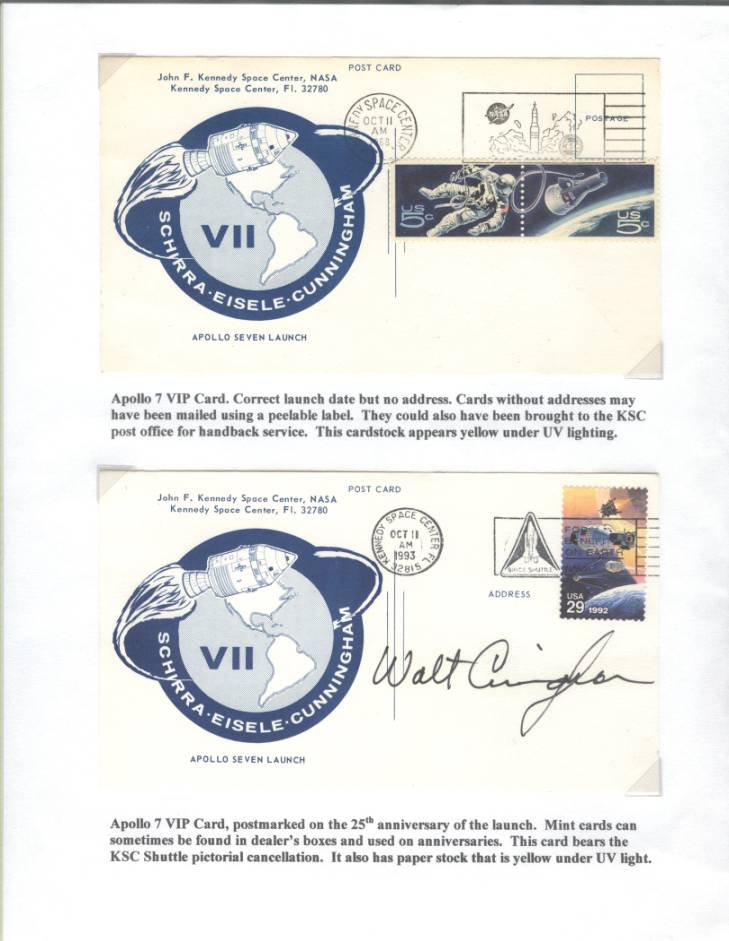 POST CARD
John F. Kennedy Space Center, NASA
Kennedy Space Center, Fl. 32780
SPACE CENTER
OCT 11
AM
NASA
POSTAGE
US 5c
US 5c
VII
SCHIRRA · EISELE · CUNNINGHAM
APOLLO SEVEN LAUNCH
Apollo 7 VIP Card. Correct launch date but no address. Cards without addresses may
have been mailed using a peelable label. They could also have been brought to the KSC
post office for handback service. This cardstock appears yellow under UV lighting.
POST CARD
John F. Kennedy Space Center, NASA
Kennedy Space Center, Fl. 32780
KENNEDY SPACE CENTER FL
OCT 11
AM
1993
32815
SPACE SHUTTLE
ON EARTH
USA
29 1992
ADDRESS
VII
SCHIRRA · EISELE · CUNNINGHAM
Walt Cunningham
APOLLO SEVEN LAUNCH
Apollo 7 VIP Card, postmarked on the 25th anniversary of the launch. Mint cards can
sometimes be found in dealer's boxes and used on anniversaries. This card bears the
KSC Shuttle pictorial cancellation. It also has paper stock that is yellow under UV light.